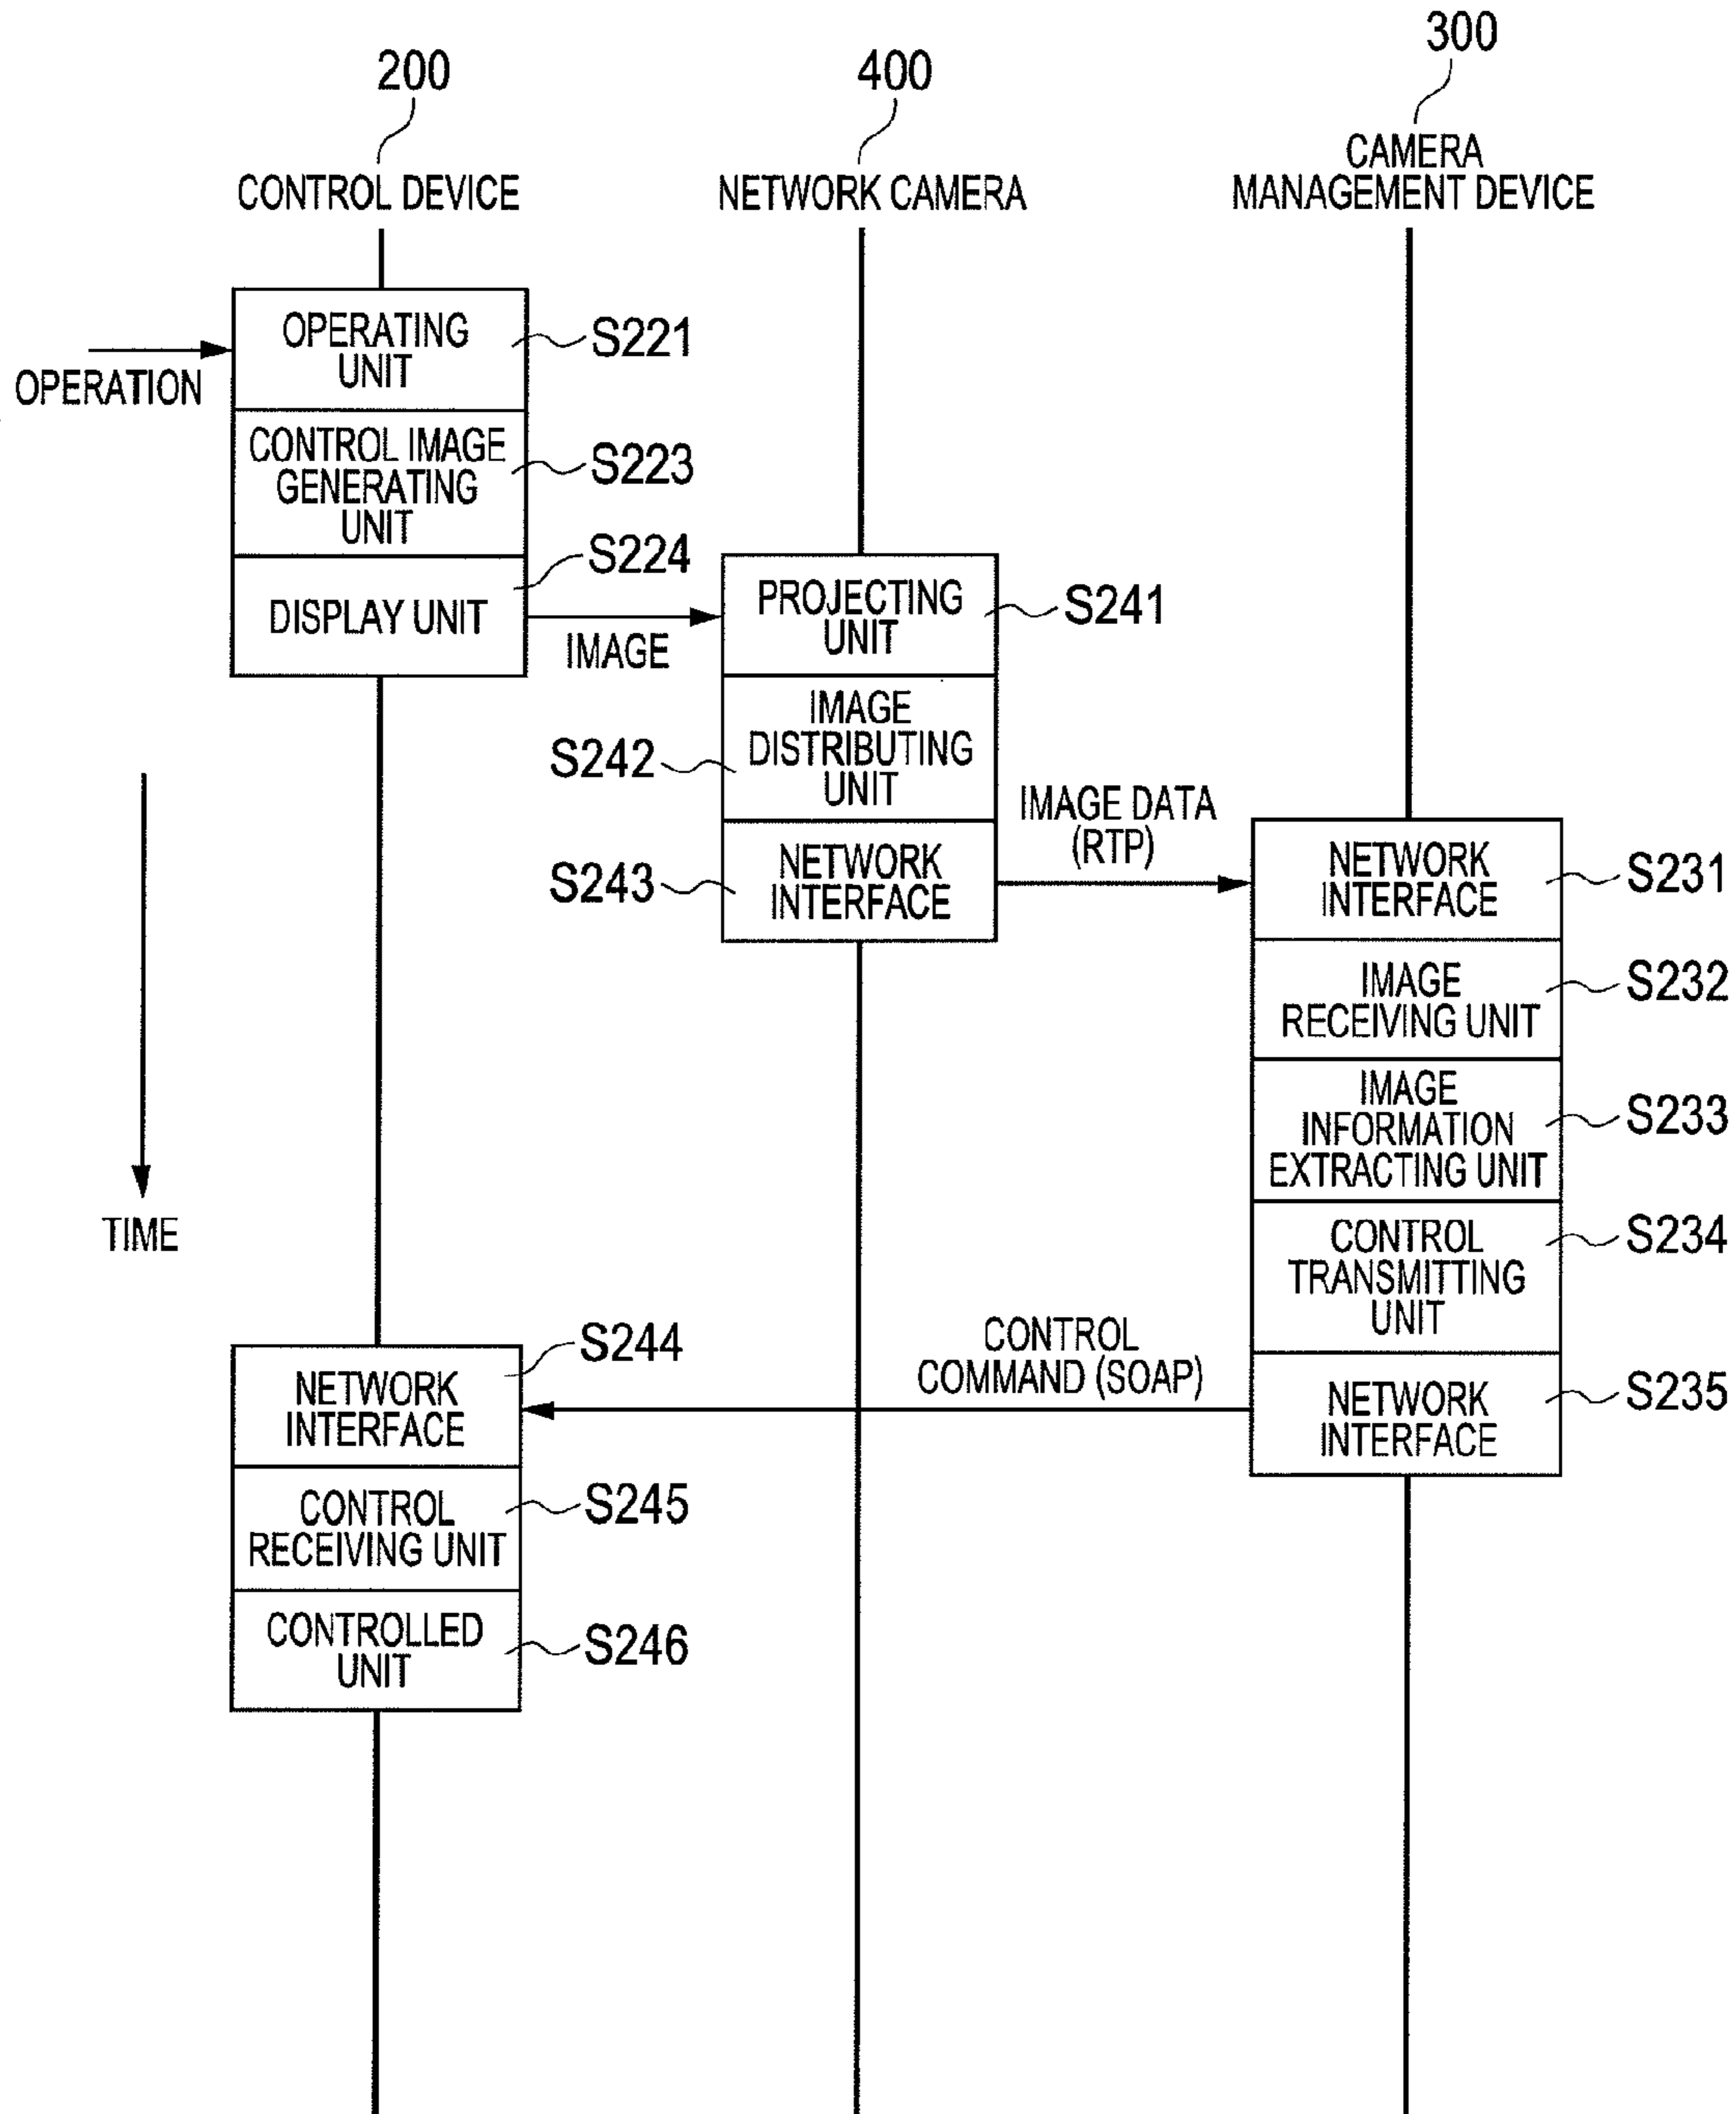 200
400
300
CONTROL DEVICE
NETWORK CAMERA
CAMERA
MANAGEMENT DEVICE
OPERATION
OPERATING
UNIT
S221
CONTROL IMAGE
GENERATING
UNIT
S223
DISPLAY UNIT
S224
IMAGE
PROJECTING
UNIT
S241
IMAGE
DISTRIBUTING
UNIT
S242
NETWORK
INTERFACE
S243
IMAGE DATA
(RTP)
NETWORK
INTERFACE
S231
IMAGE
RECEIVING UNIT
S232
IMAGE
INFORMATION
EXTRACTING UNIT
S233
TIME
CONTROL
TRANSMITTING
UNIT
S234
NETWORK
INTERFACE
S235
CONTROL
COMMAND (SOAP)
NETWORK
INTERFACE
S244
CONTROL
RECEIVING UNIT
S245
CONTROLLED
UNIT
S246